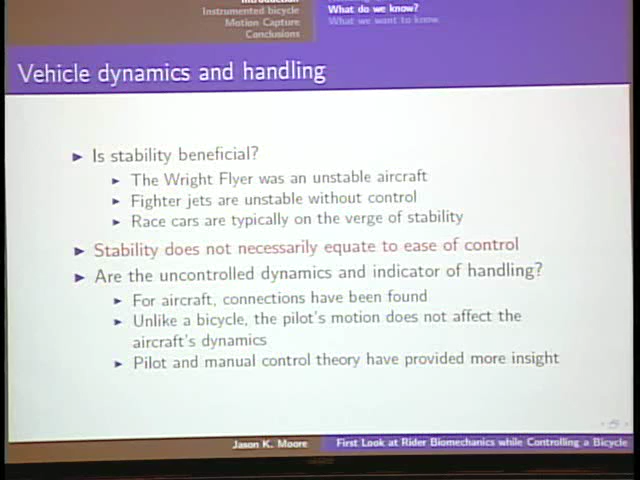 Introduction
Instrumented bicycle
Motion Capture
Conclusions
What do we know?
What we want to know
Vehicle dynamics and handling
Is stability beneficial?
The Wright Flyer was an unstable aircraft
Fighter jets are unstable without control
Race cars are typically on the verge of stability
Stability does not necessarily equate to ease of control
Are the uncontrolled dynamics and indicator of handling?
For aircraft, connections have been found
Unlike a bicycle, the pilot's motion does not affect the
aircraft's dynamics
Pilot and manual control theory have provided more insight
Jason K. Moore
First Look at Rider Biomechanics while Controlling a Bicycle